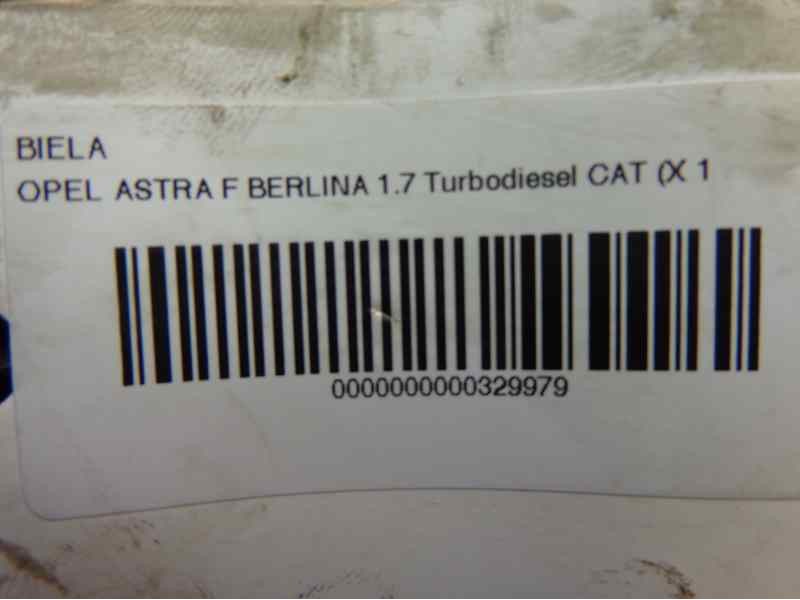 BIELA
OPEL ASTRA F BERLINA 1.7 Turbodiesel CAT (X 1
0000000000329979